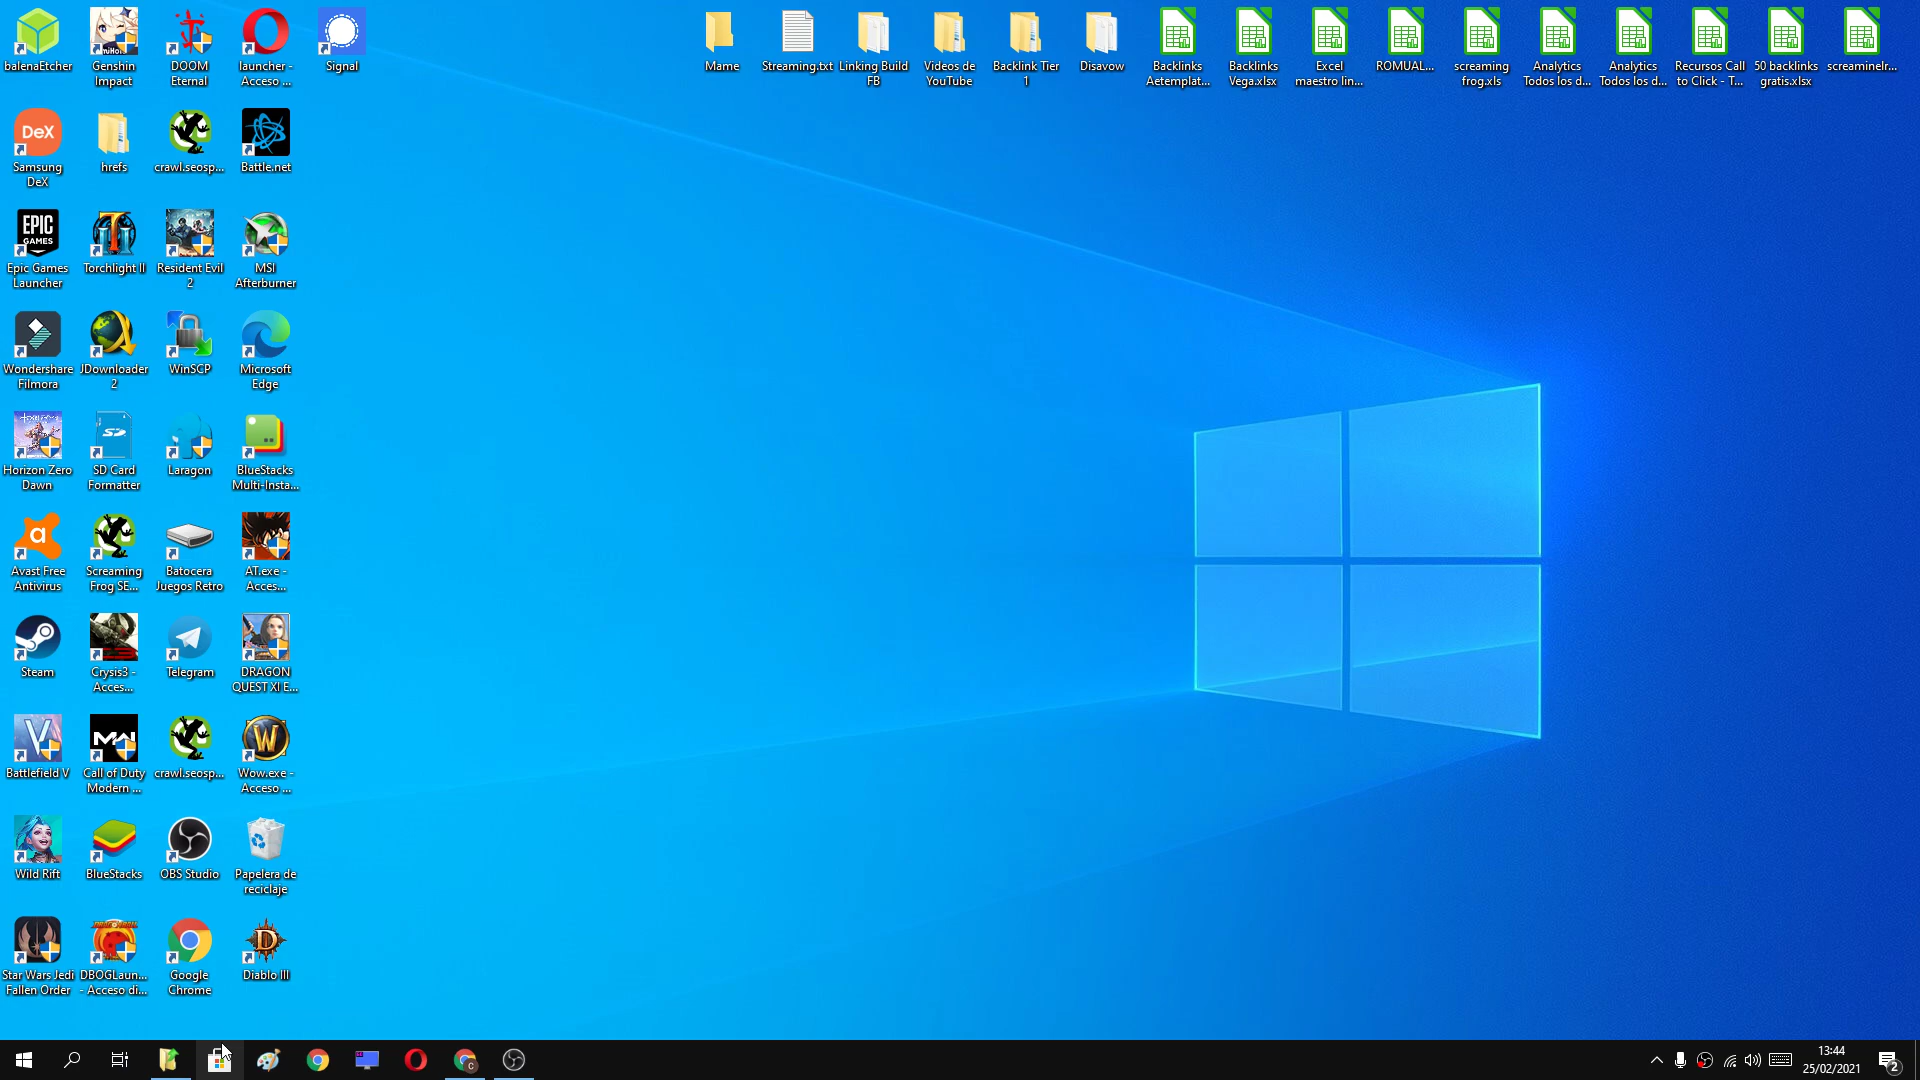 balenaEtcher
Genshin
Impact
DOOM
Eternal
launcher -
Acceso ...
Signal
Mame
Streaming.txt
Linking Build
FB
Videos de
YouTube
Backlink Tier
1
Disavow
Backlinks
Aetemplat...
Backlinks
Vega.xlsx
Excel
maestro lin...
ROMUAL...
screaming
frog.xls
Analytics
Todos los d...
Analytics
Todos los d...
Recursos Call
to Click - T...
50 backlinks
gratis.xlsx
screaminelr...
DeX
Samsung
DeX
hrefs
crawl.seosp...
Battle.net
EPIC
GAMES
Epic Games
Launcher
Torchlight II
Resident Evil
2
MSI
Afterburner
Wondershare
Filmora
JDownloader
2
WinSCP
Microsoft
Edge
Horizon Zero
Dawn
SD
SD Card
Formatter
Laragon
BlueStacks
Multi-Insta...
Avast Free
Antivirus
Screaming
Frog SE...
Batocera
Juegos Retro
AT.exe -
Acces...
Steam
Crysis3 -
Acces...
Telegram
DRAGON
QUEST XI E...
Battlefield V
Call of Duty
Modern ...
crawl.seosp...
Wow.exe -
Acceso ...
Wild Rift
BlueStacks
OBS Studio
Papelera de
reciclaje
Star Wars Jedi
Fallen Order
DBOGLaun...
- Acceso di...
Google
Chrome
Diablo III
13:44
25/02/2021
2